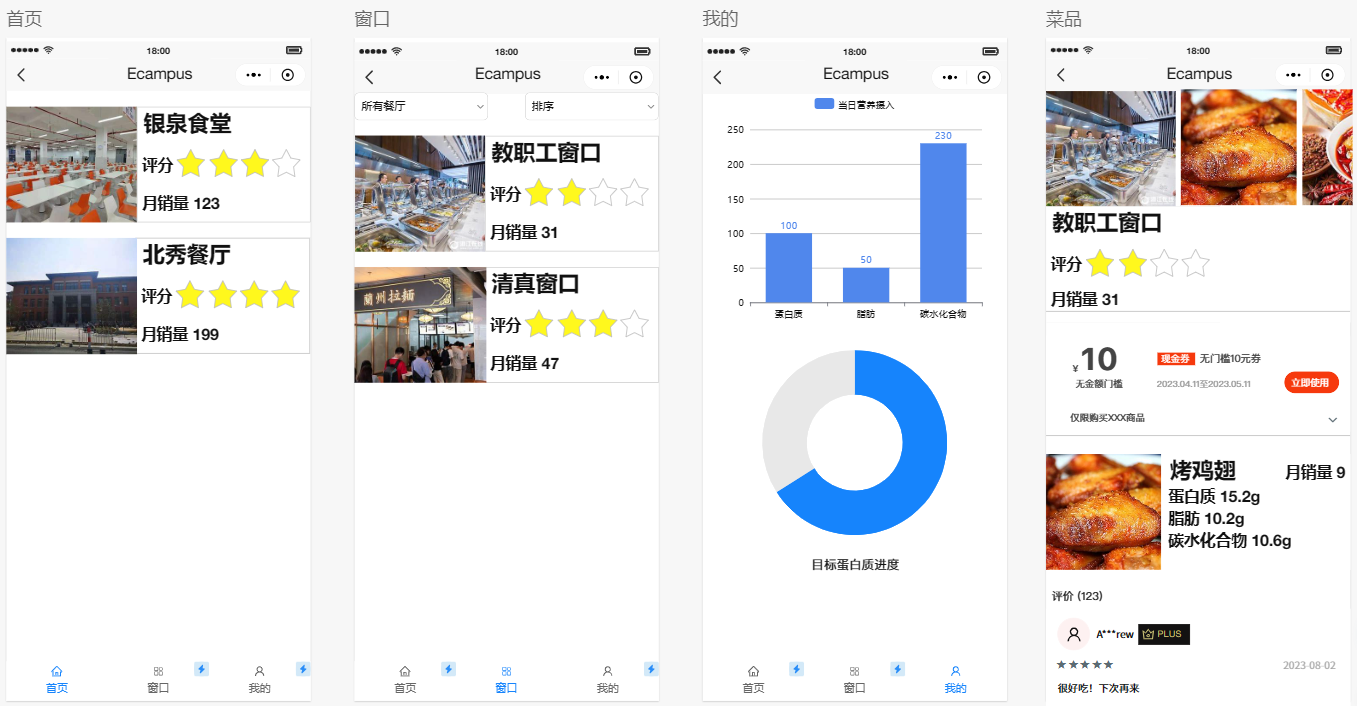 首页
18:00
Ecampus
银泉食堂
评分
月销量 123
北秀餐厅
评分
月销量 199
首页
窗口
我的
窗口
18:00
Ecampus
所有餐厅
排序
教职工窗口
评分
月销量 31
蘭州拉麺
清真窗口
评分
月销量 47
首页
窗口
我的
我的
18:00
Ecampus
当日营养摄入
250
200
150
100
50
0
100
50
230
蛋白质
脂肪
碳水化合物
目标蛋白质进度
首页
窗口
我的
菜品
18:00
Ecampus
教职工窗口
评分
月销量 31
¥10
无金额门槛
现金券 无门槛10元券
2023.04.11至2023.05.11
立即使用
仅限购买XXX商品
烤鸡翅
月销量 9
蛋白质 15.2g
脂肪 10.2g
碳水化合物 10.6g
评价 (123)
A***rew
PLUS
2023-08-02
很好吃！下次再来